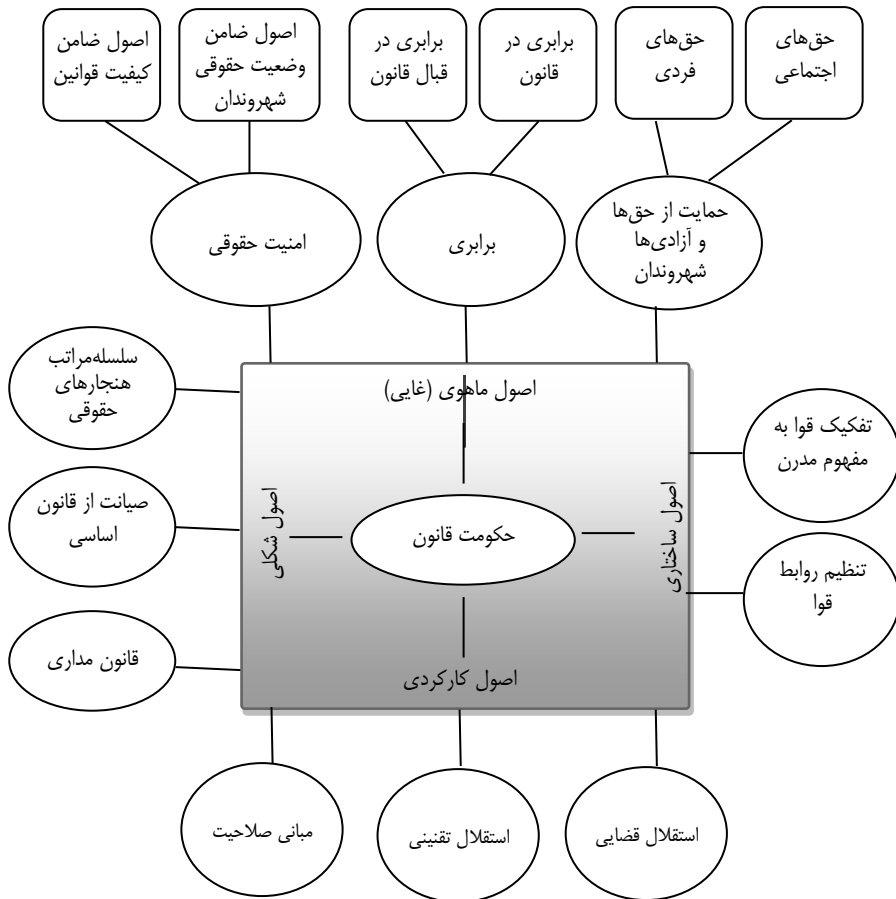 حق‌های
اجتماعی
حق‌های
فردی
برابری در
قانون
برابری در
قبال قانون
اصول ضامن
وضعیت حقوقی
شهروندان
اصول ضامن
کیفیت قوانین
حمایت از حق‌ها
و آزادی‌ها
شهروندان
برابری
امنیت حقوقی
اصول ماهوی (غایی)
تفکیک قوا به
مفهوم مدرن
تنظیم روابط
قوا
اصول ساختاری
حکومت قانون
اصول شکلی
سلسله‌مراتب
هنجارهای
حقوقی
صیانت از قانون
اساسی
قانون مداری
اصول کارکردی
استقلال قضایی
استقلال تقنینی
مبانی صلاحیت